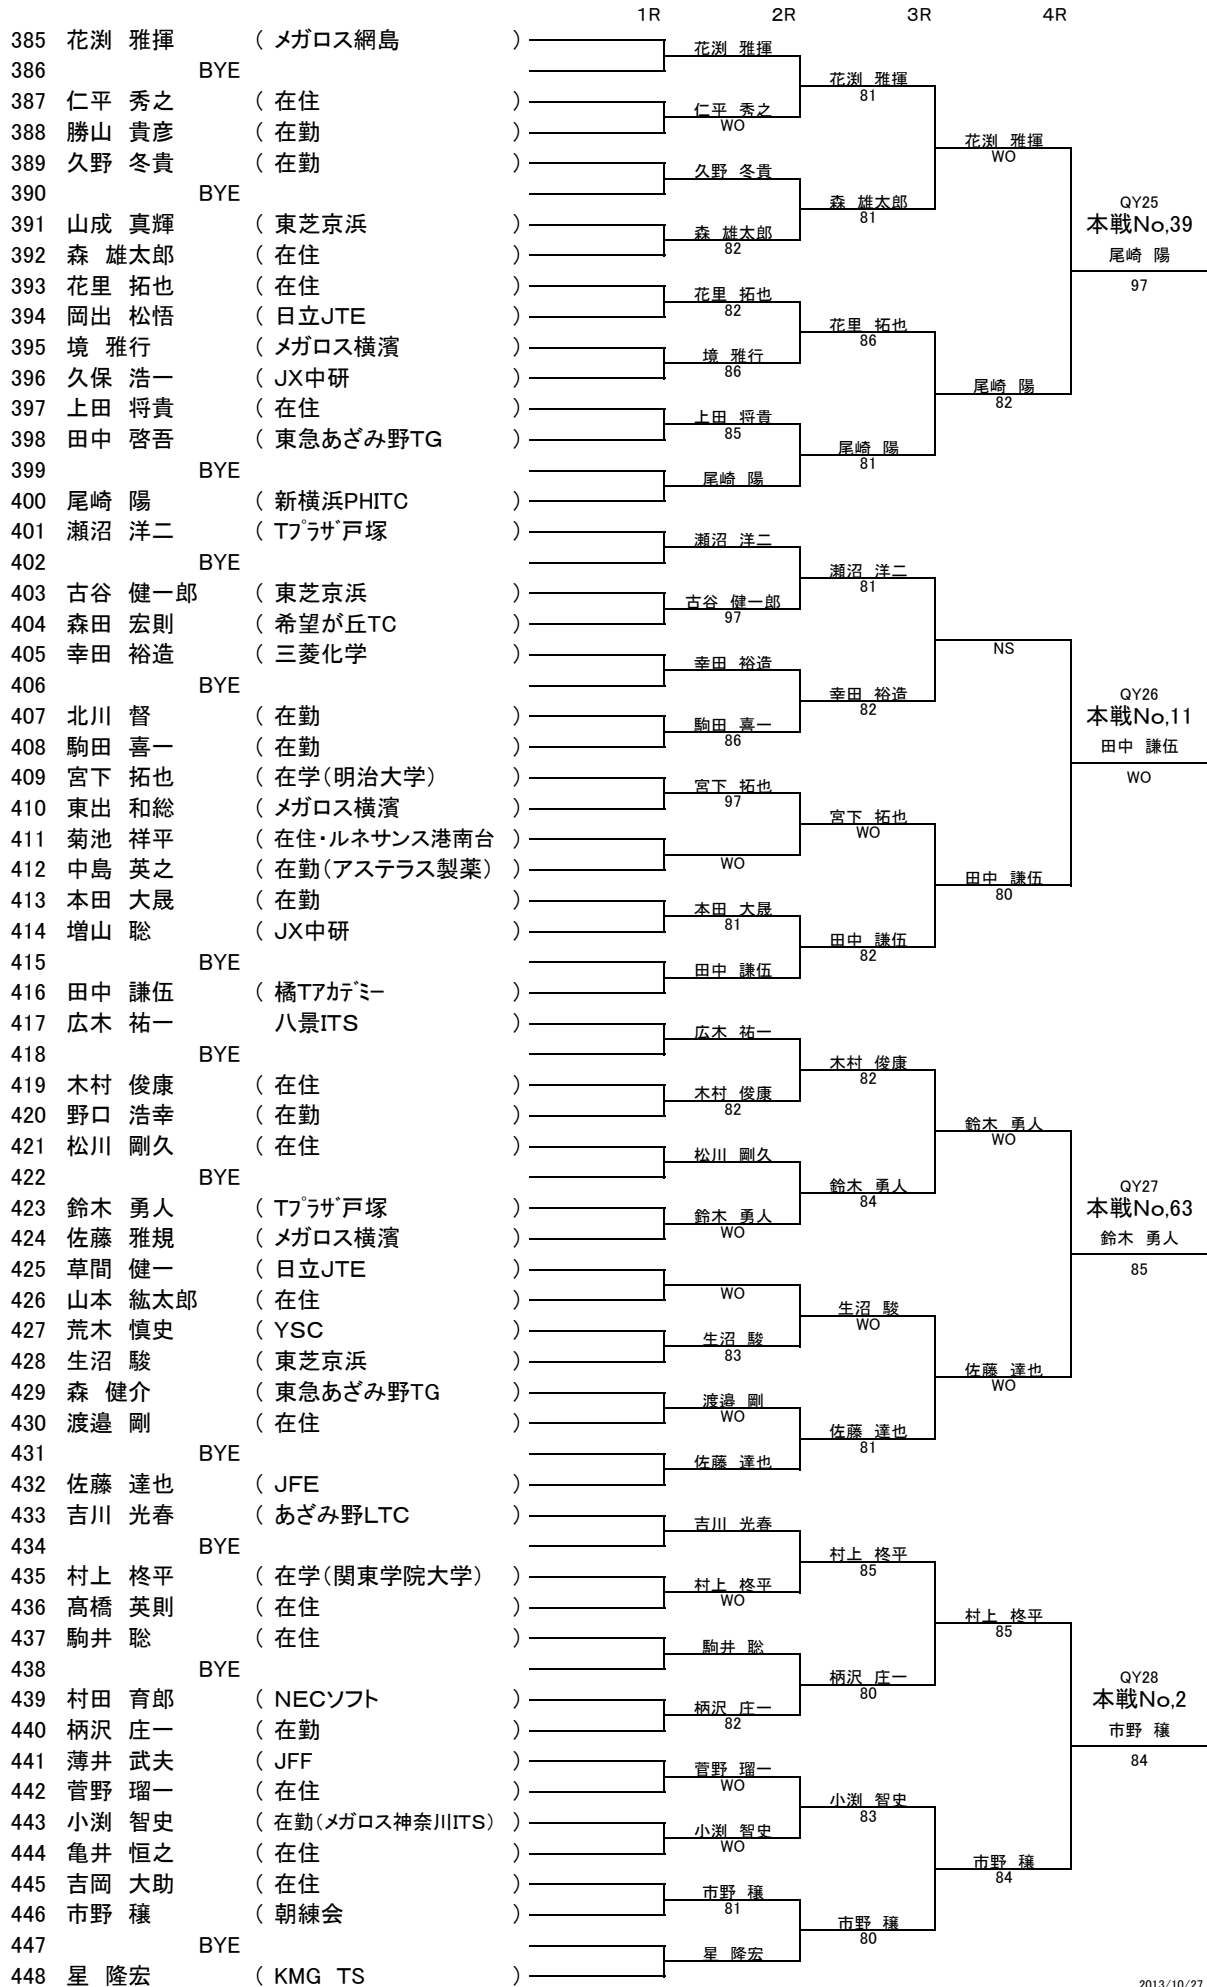 1R 2R 3R 4R
385 花渕 雅揮 ( メガロス綱島 )
花渕 雅揮
386 BYE
花渕 雅揮
81
387 仁平 秀之 ( 在住 )
仁平 秀之
WO
388 勝山 貴彦 ( 在勤 )
花渕 雅揮
WO
389 久野 冬貴 ( 在勤 )
久野 冬貴
390 BYE
森 雄太郎
81
391 山成 真輝 ( 東芝京浜 )
森 雄太郎
82
392 森 雄太郎 ( 在住 )
QY25
本戦No,39
尾崎 陽
97
393 花里 拓也 ( 在住 )
花里 拓也
82
394 岡出 松悟 ( 日立JTE )
花里 拓也
86
395 境 雅行 ( メガロス横濱 )
境 雅行
86
396 久保 浩一 ( JX中研 )
尾崎 陽
82
397 上田 将貴 ( 在住 )
上田 将貴
85
398 田中 啓吾 ( 東急あざみ野TG )
尾崎 陽
81
399 BYE
尾崎 陽
400 尾崎 陽 ( 新横浜PHITC )
401 瀬沼 洋二 ( Tプラザ戸塚 )
瀬沼 洋二
402 BYE
瀬沼 洋二
81
403 古谷 健一郎 ( 東芝京浜 )
古谷 健一郎
97
404 森田 宏則 ( 希望が丘TC )
NS
405 幸田 裕造 ( 三菱化学 )
幸田 裕造
406 BYE
幸田 裕造
82
407 北川 督 ( 在勤 )
駒田 喜一
86
408 駒田 喜一 ( 在勤 )
QY26
本戦No,11
田中 謙伍
WO
409 宮下 拓也 ( 在学(明治大学) )
宮下 拓也
97
410 東出 和総 ( メガロス横濱 )
宮下 拓也
WO
411 菊池 祥平 ( 在住・ルネサンス港南台 )
WO
412 中島 英之 ( 在勤(アステラス製薬) )
田中 謙伍
80
413 本田 大晟 ( 在勤 )
本田 大晟
81
414 増山 聡 ( JX中研 )
田中 謙伍
82
415 BYE
田中 謙伍
416 田中 謙伍 ( 橘Tアカデミー )
417 広木 祐一 八景ITS )
広木 祐一
418 BYE
木村 俊康
82
419 木村 俊康 ( 在住 )
木村 俊康
82
420 野口 浩幸 ( 在勤 )
鈴木 勇人
WO
421 松川 剛久 ( 在住 )
松川 剛久
422 BYE
鈴木 勇人
84
423 鈴木 勇人 ( Tプラザ戸塚 )
鈴木 勇人
WO
424 佐藤 雅規 ( メガロス横濱 )
QY27
本戦No,63
鈴木 勇人
85
425 草間 健一 ( 日立JTE )
WO
426 山本 紘太郎 ( 在住 )
生沼 駿
WO
427 荒木 慎史 ( YSC )
生沼 駿
83
428 生沼 駿 ( 東芝京浜 )
佐藤 達也
WO
429 森 健介 ( 東急あざみ野TG )
渡邉 剛
WO
430 渡邉 剛 ( 在住 )
佐藤 達也
81
431 BYE
佐藤 達也
432 佐藤 達也 ( JFE )
433 吉川 光春 ( あざみ野LTC )
吉川 光春
434 BYE
村上 柊平
85
435 村上 柊平 ( 在学(関東学院大学) )
村上 柊平
WO
436 髙橋 英則 ( 在住 )
村上 柊平
85
437 駒井 聡 ( 在住 )
駒井 聡
438 BYE
柄沢 庄一
80
439 村田 育郎 ( NECソフト )
柄沢 庄一
82
440 柄沢 庄一 ( 在勤 )
QY28
本戦No,2
市野 穣
84
441 薄井 武夫 ( JFF )
菅野 瑠一
WO
442 菅野 瑠一 ( 在住 )
小渕 智史
83
443 小渕 智史 ( 在勤(メガロス神奈川ITS) )
小渕 智史
WO
444 亀井 恒之 ( 在住 )
市野 穣
84
445 吉岡 大助 ( 在住 )
市野 穣
81
446 市野 穣 ( 朝練会 )
市野 穣
80
447 BYE
星 隆宏
448 星 隆宏 ( KMG TS )
2013/10/27